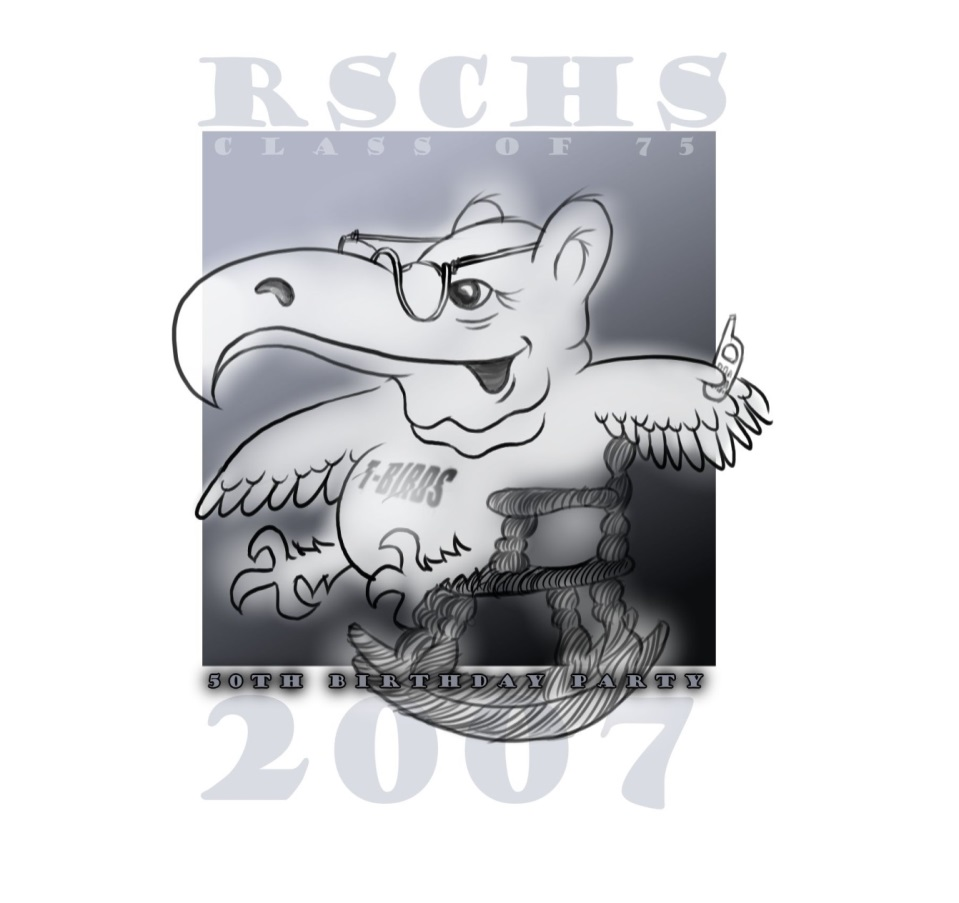 RSCHS
CLASS OF 75
T-BIRDS
50TH BIRTHDAY PARTY
2007